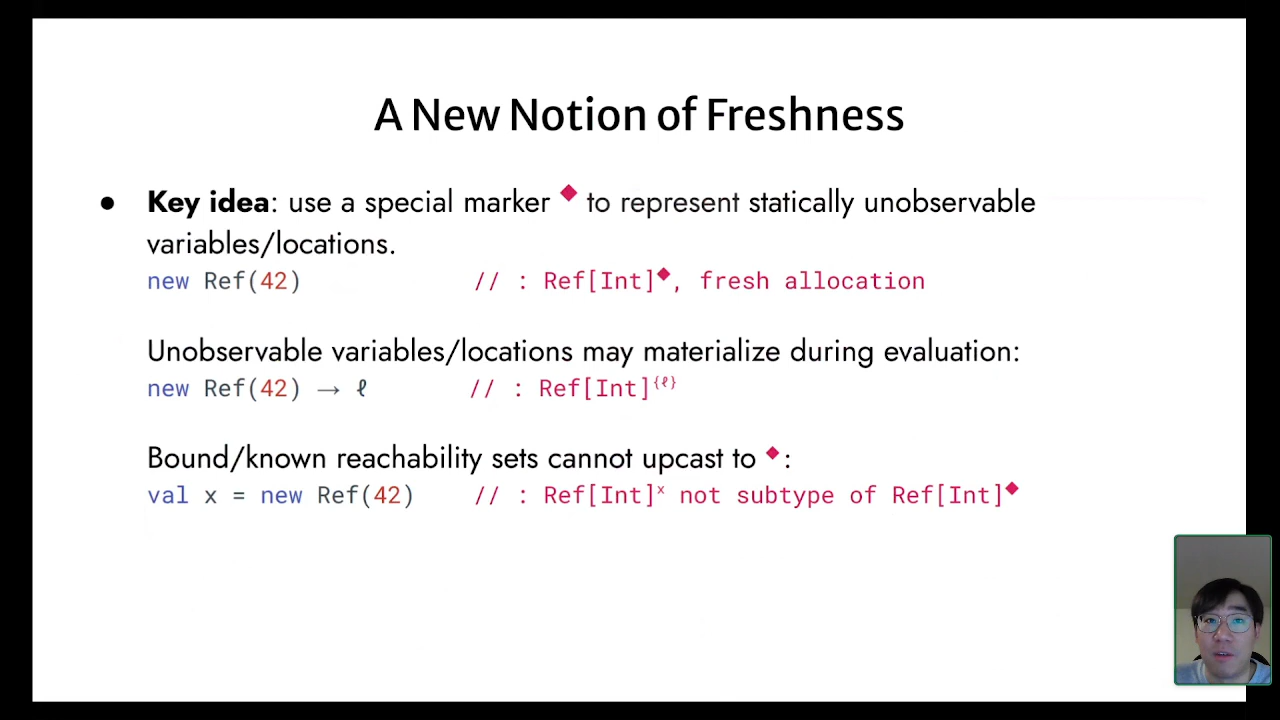 A New Notion of Freshness
● Key idea: use a special marker ◆ to represent statically unobservable
variables/locations.
new Ref(42) // : Ref[Int]◆, fresh allocation
Unobservable variables/locations may materialize during evaluation:
new Ref(42) → ℓ // : Ref[Int]{ℓ}
Bound/known reachability sets cannot upcast to ◆:
val x = new Ref(42) // : Ref[Int]x not subtype of Ref[Int]◆